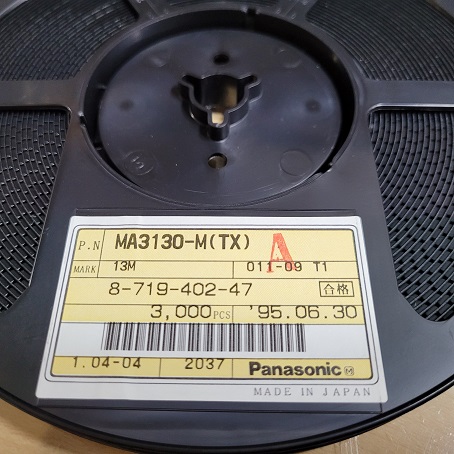 P.N MA3130-M(TX) A
MARK 13M 011-09 T1
8-719-402-47 合格
3,000PCS '95.06.30
1.04-04 2037 Panasonic M
MADE IN JAPAN